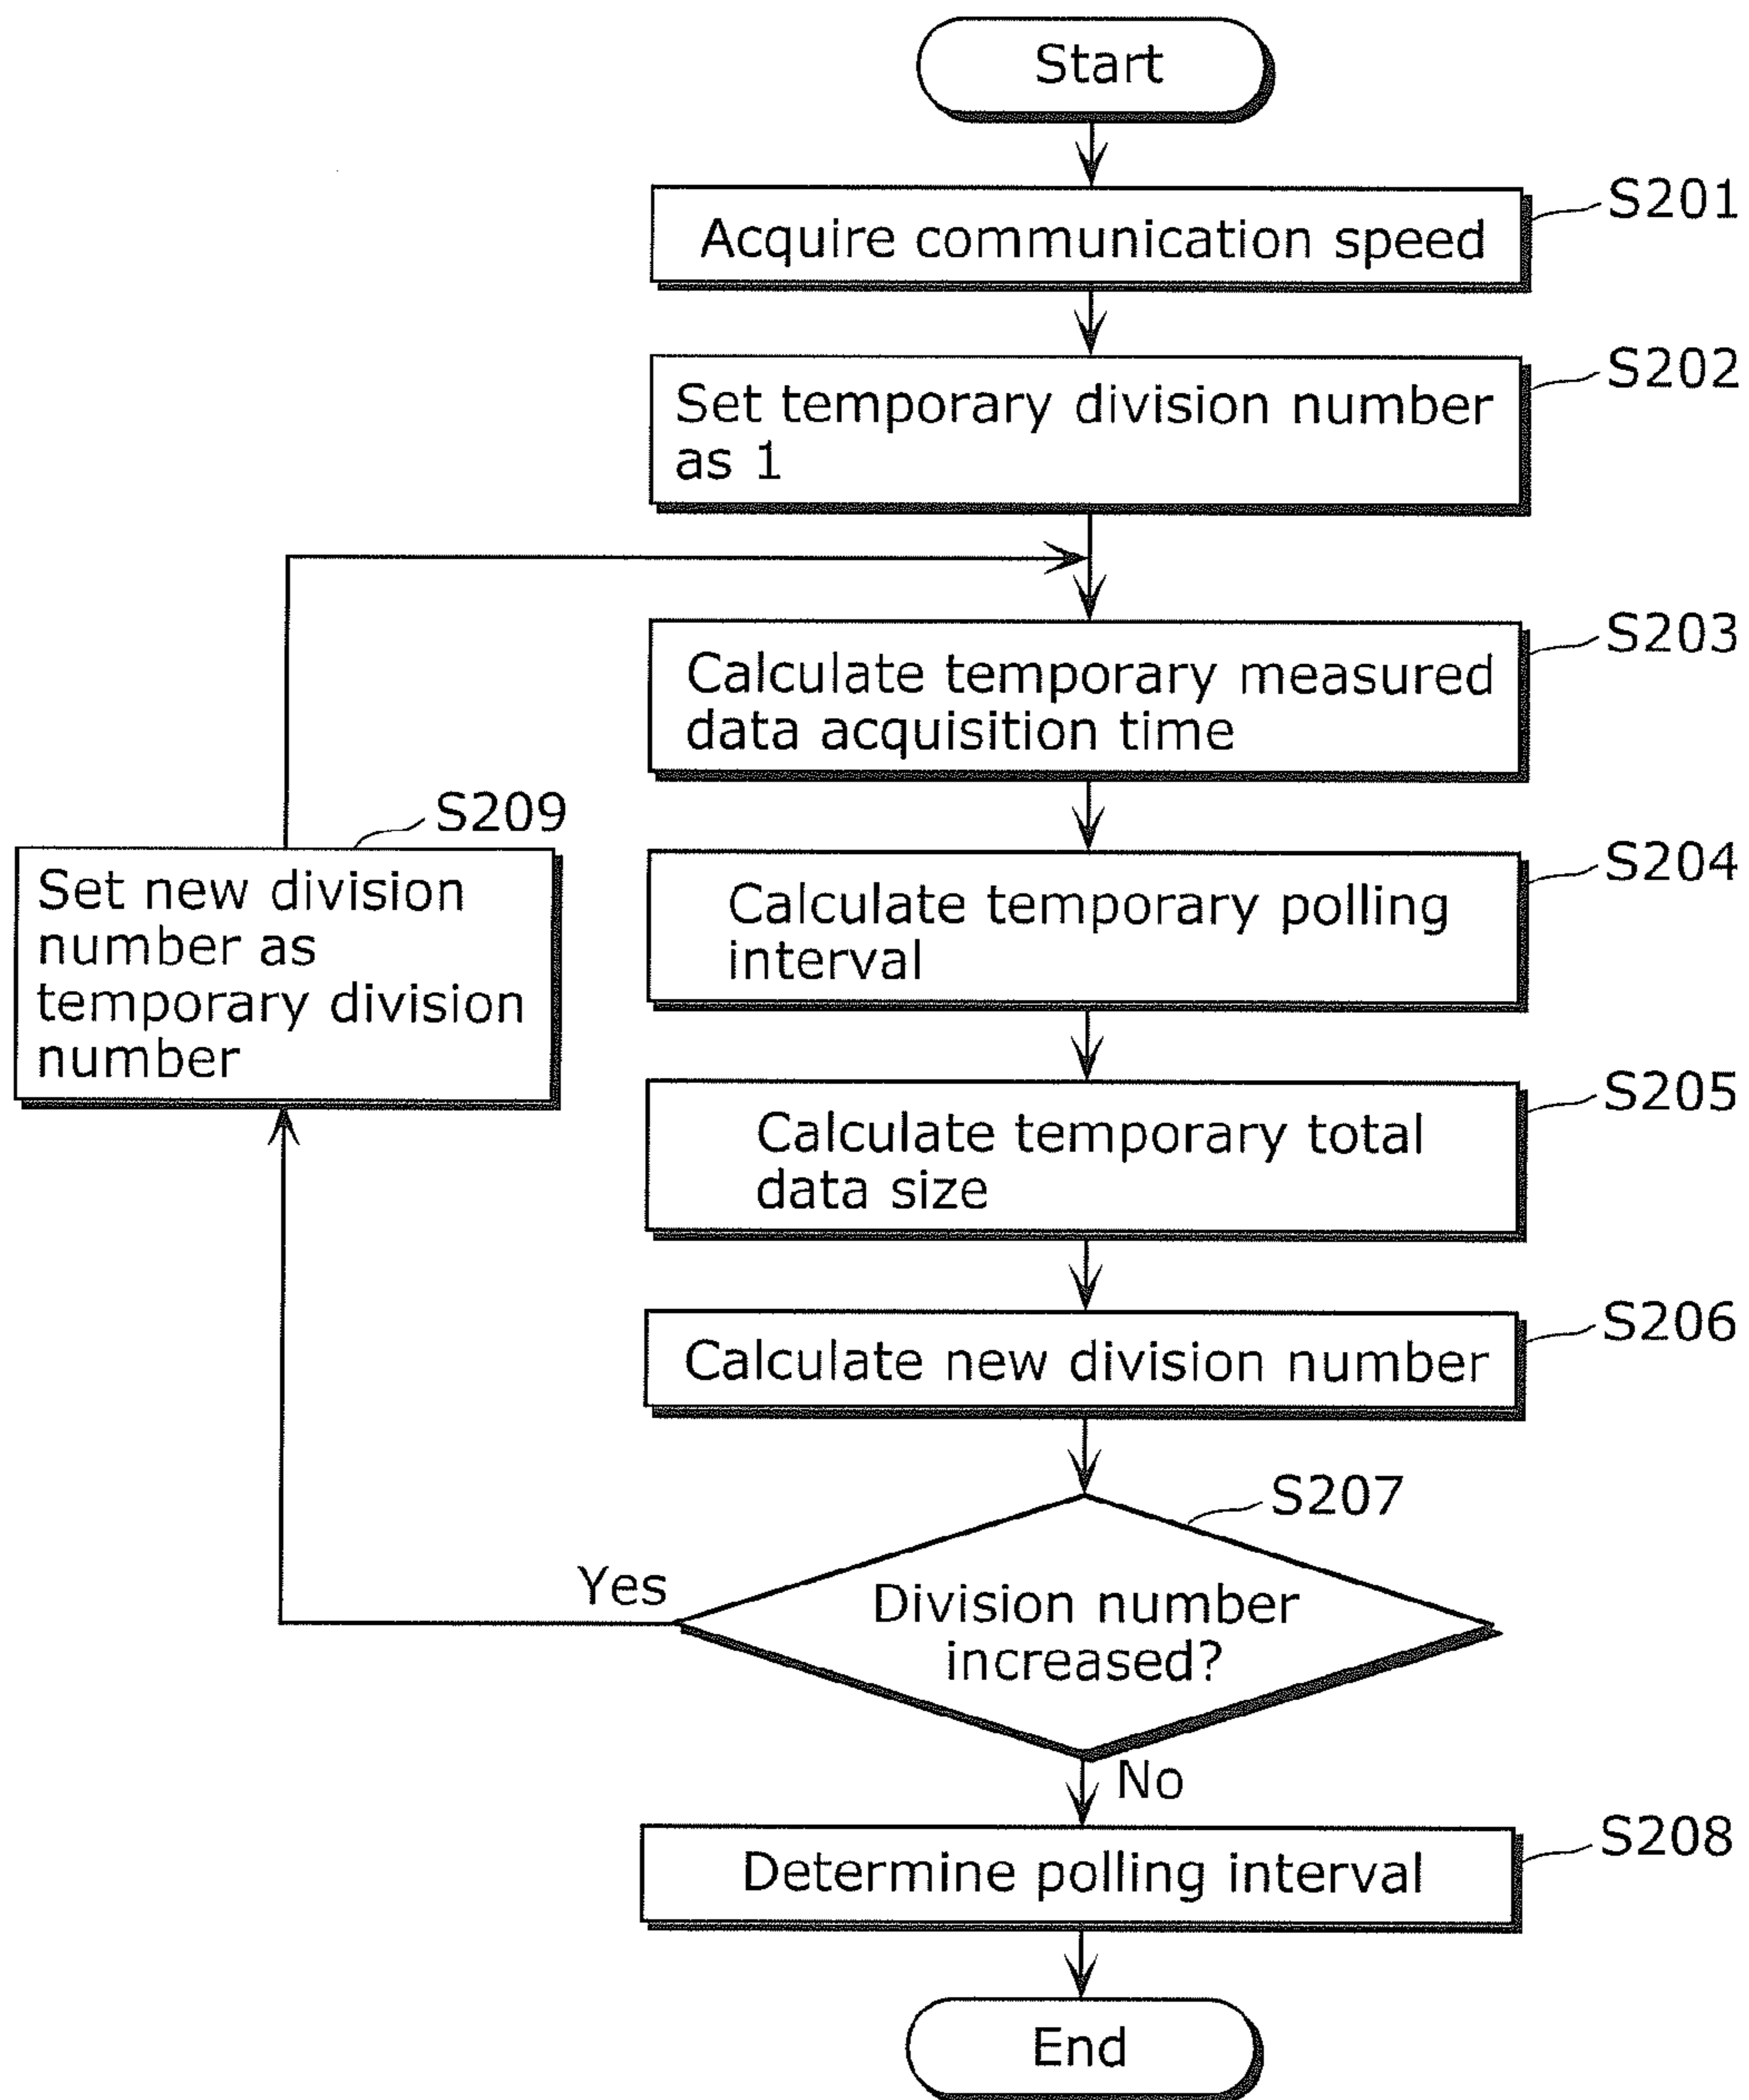 Start
S201
Acquire communication speed
S202
Set temporary division number
as 1
S203
Calculate temporary measured
data acquisition time
S209
Set new division
number as
temporary division
number
S204
Calculate temporary polling
interval
S205
Calculate temporary total
data size
S206
Calculate new division number
S207
Yes
Division number
increased?
No
S208
Determine polling interval
End